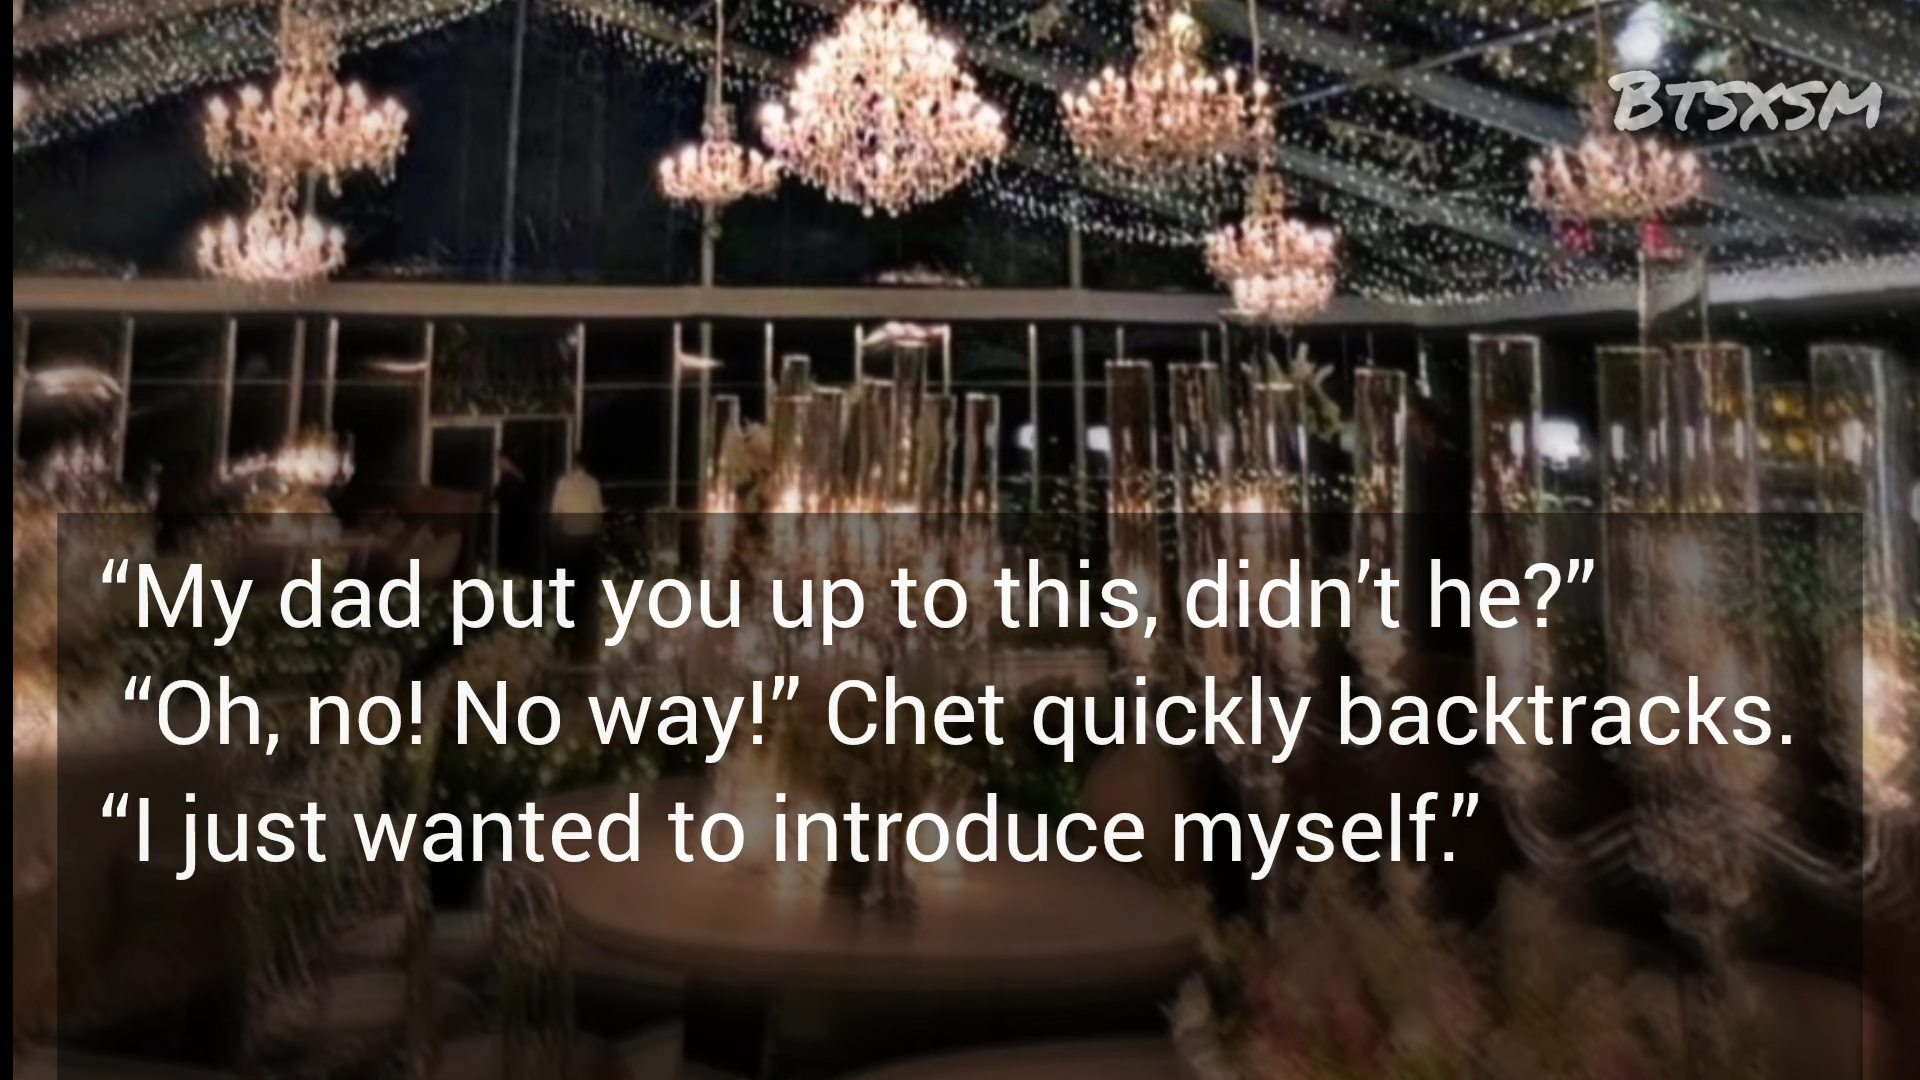 Btsxsm
“My dad put you up to this, didn’t he?”
“Oh, no! No way!” Chet quickly backtracks.
“I just wanted to introduce myself.”